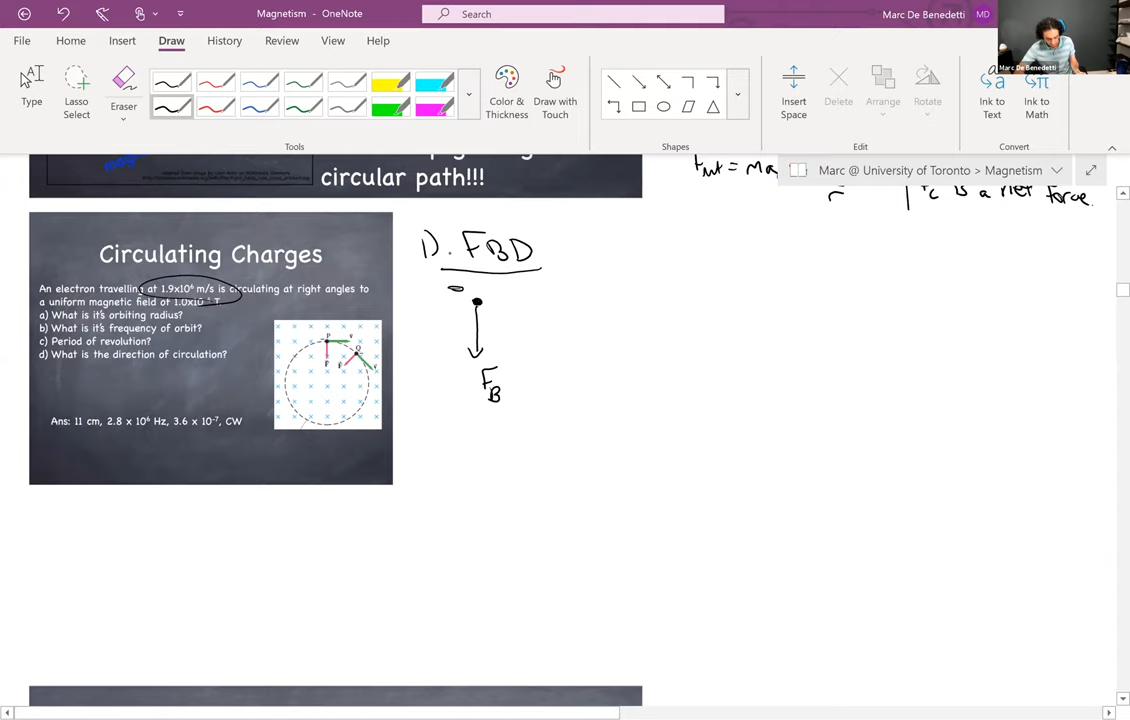 Magnetism - OneNote
Search
Marc De Benedetti
MD
File Home Insert Draw History Review View Help
Marc De Benedetti
Type
Lasso Select
Eraser
Color & Thickness
Draw with Touch
Insert Space
Delete
Arrange
Rotate
Ink to Text
Ink to Math
Tools
Shapes
Edit
Convert
Marc @ University of Toronto > Magnetism
circular path!!!
Fc is a net force.
Circulating Charges
An electron travelling at 1.9x10⁶ m/s is circulating at right angles to
a uniform magnetic field of 1.0x10⁻⁴ T.
a) What is it's orbiting radius?
b) What is it's frequency of orbit?
c) Period of revolution?
d) What is the direction of circulation?
P v
F
Q
F v
Ans: 11 cm, 2.8 x 10⁶ Hz, 3.6 x 10⁻⁷, CW
1). FBD
F_B